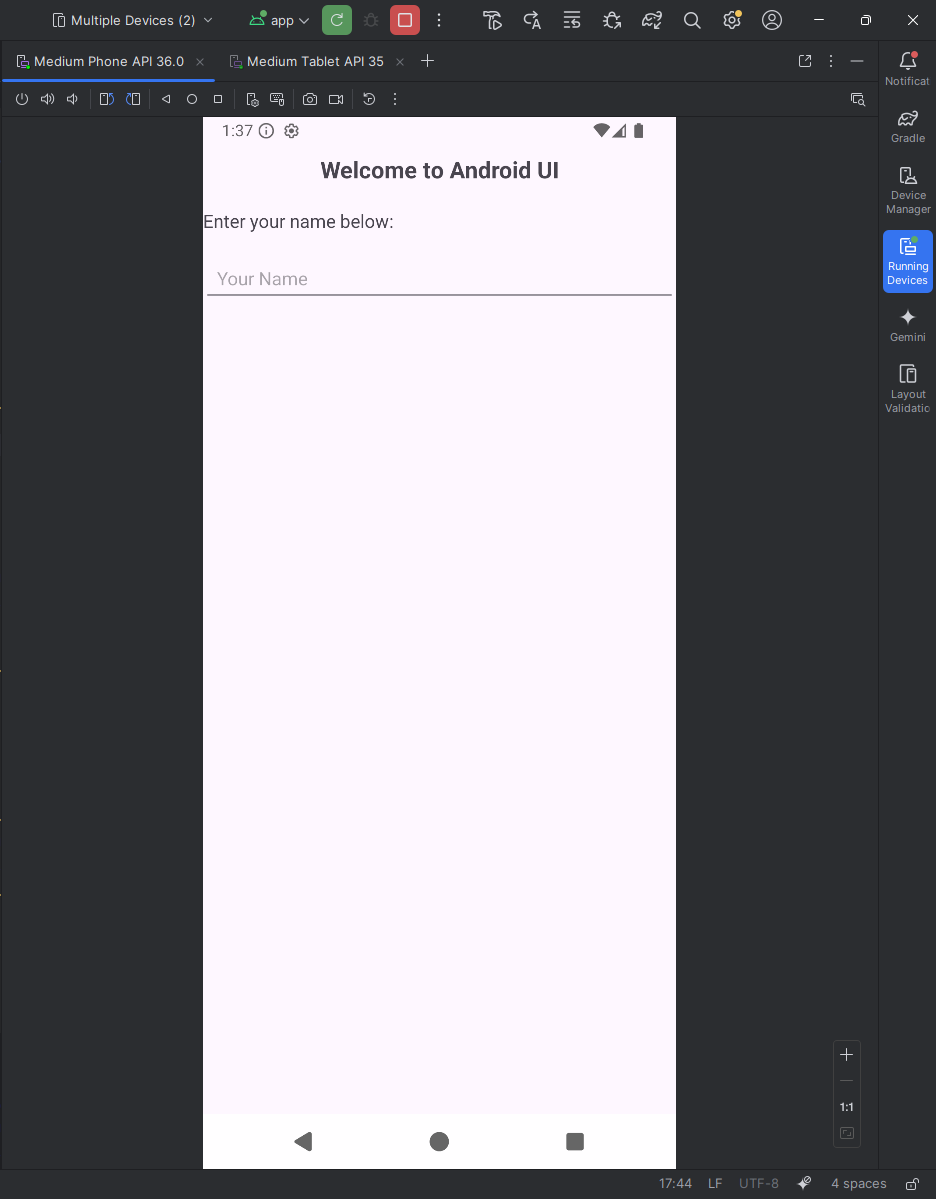 Multiple Devices (2)
app
Medium Phone API 36.0
Medium Tablet API 35
Notificat
Gradle
Device
Manager
Running
Devices
Gemini
Layout
Validatio
1:37
Welcome to Android UI
Enter your name below:
Your Name
1:1
17:44 LF UTF-8 4 spaces